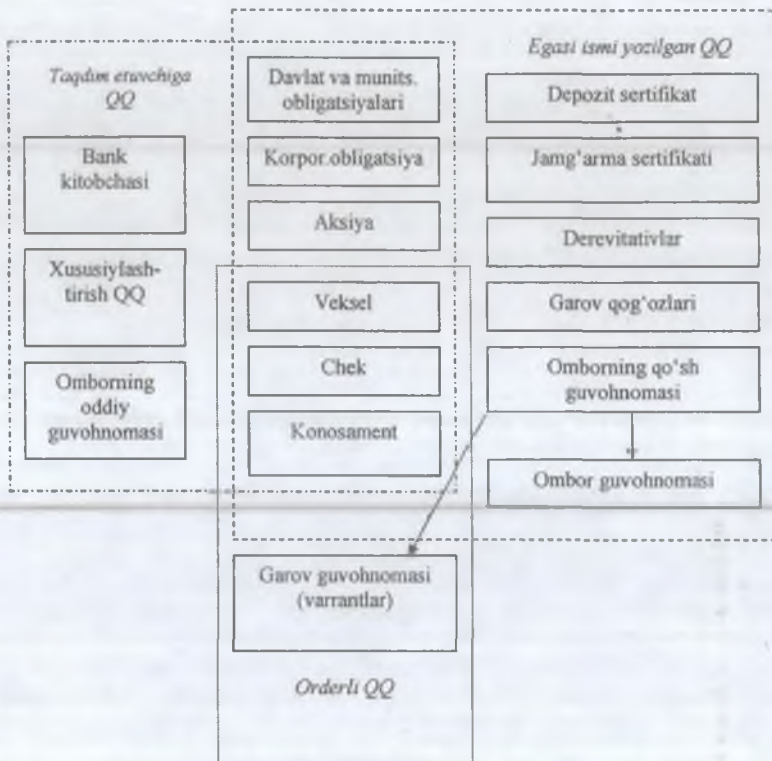 Taqdim etuvchiga
QQ
Bank
kitobchasi
Xususiylash-
tirish QQ
Omborning
oddiy
guvohnomasi
Davlat va munits.
obligatsiyalari
Korpor.obligatsiya
Aksiya
Veksel
Chek
Konosament
Egasi ismi yozilgan QQ
Depozit sertifikat
Jamg'arma sertifikati
Derevitativlar
Garov qog'ozlari
Omborning qo'sh
guvohnomasi
Ombor guvohnomasi
Garov guvohnomasi
(varrantlar)
Orderli QQ